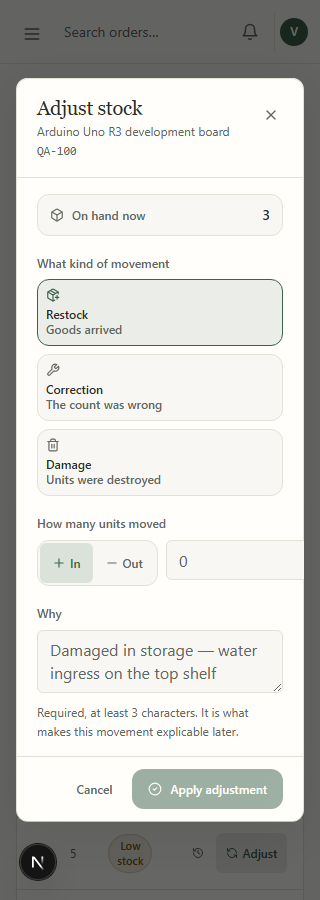 Search orders...
V
Adjust stock
Arduino Uno R3 development board
QA-100
On hand now 3
What kind of movement
Restock
Goods arrived
Correction
The count was wrong
Damage
Units were destroyed
How many units moved
In Out 0
Why
Damaged in storage — water
ingress on the top shelf
Required, at least 3 characters. It is what
makes this movement explicable later.
Cancel Apply adjustment
N 5 Low
stock
Adjust